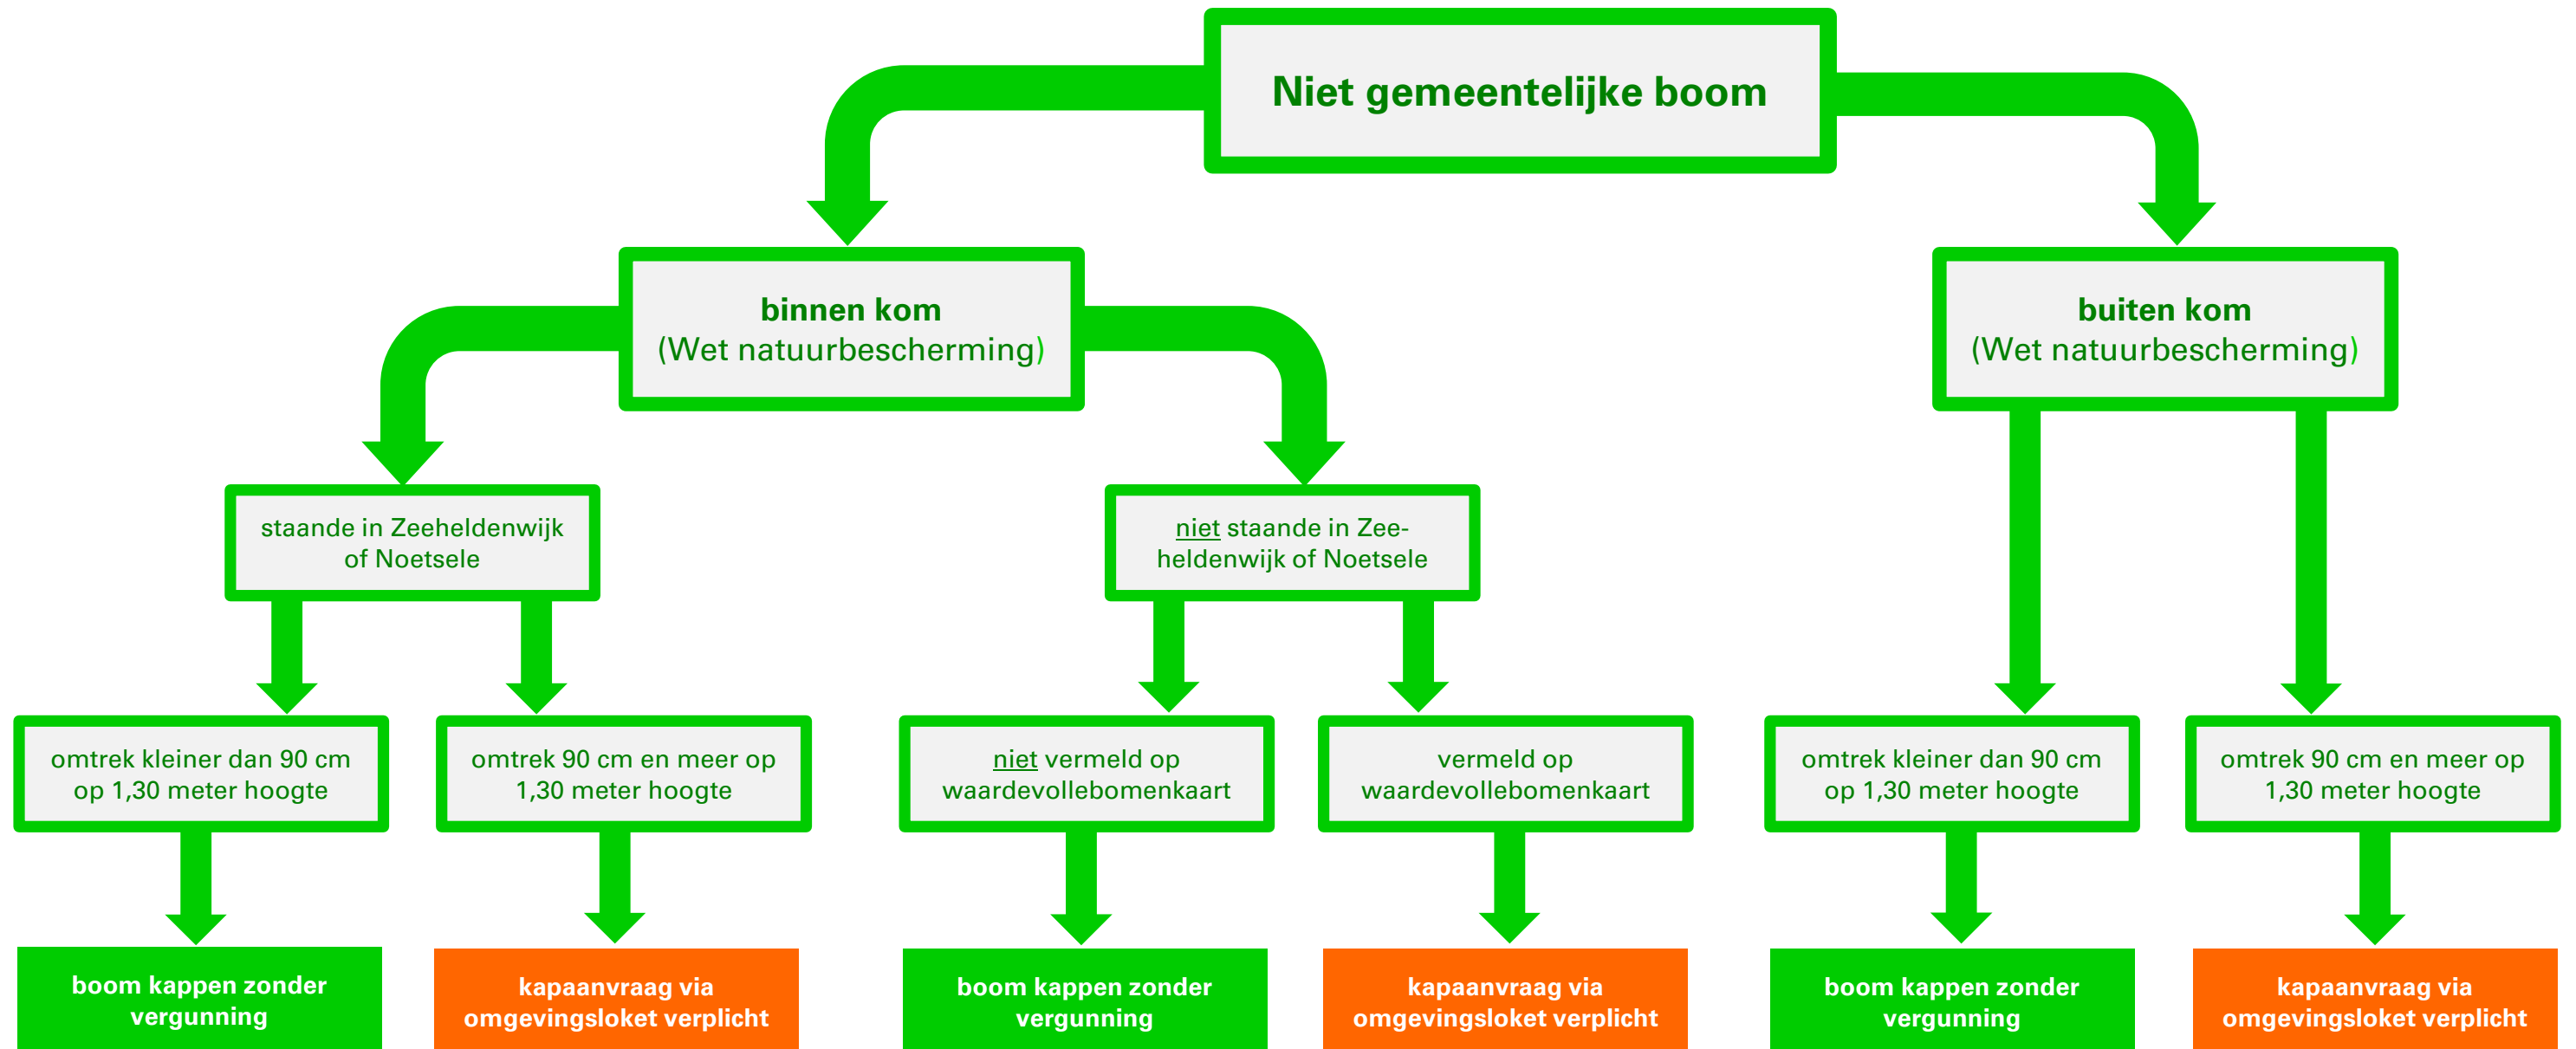 Niet gemeentelijke boom
binnen kom
(Wet natuurbescherming)
buiten kom
(Wet natuurbescherming)
staande in Zeeheldenwijk
of Noetsele
niet staande in Zee-
heldenwijk of Noetsele
omtrek kleiner dan 90 cm
op 1,30 meter hoogte
omtrek 90 cm en meer op
1,30 meter hoogte
niet vermeld op
waardevollebomenkaart
vermeld op
waardevollebomenkaart
omtrek kleiner dan 90 cm
op 1,30 meter hoogte
omtrek 90 cm en meer op
1,30 meter hoogte
boom kappen zonder
vergunning
kapaanvraag via
omgevingsloket verplicht
boom kappen zonder
vergunning
kapaanvraag via
omgevingsloket verplicht
boom kappen zonder
vergunning
kapaanvraag via
omgevingsloket verplicht